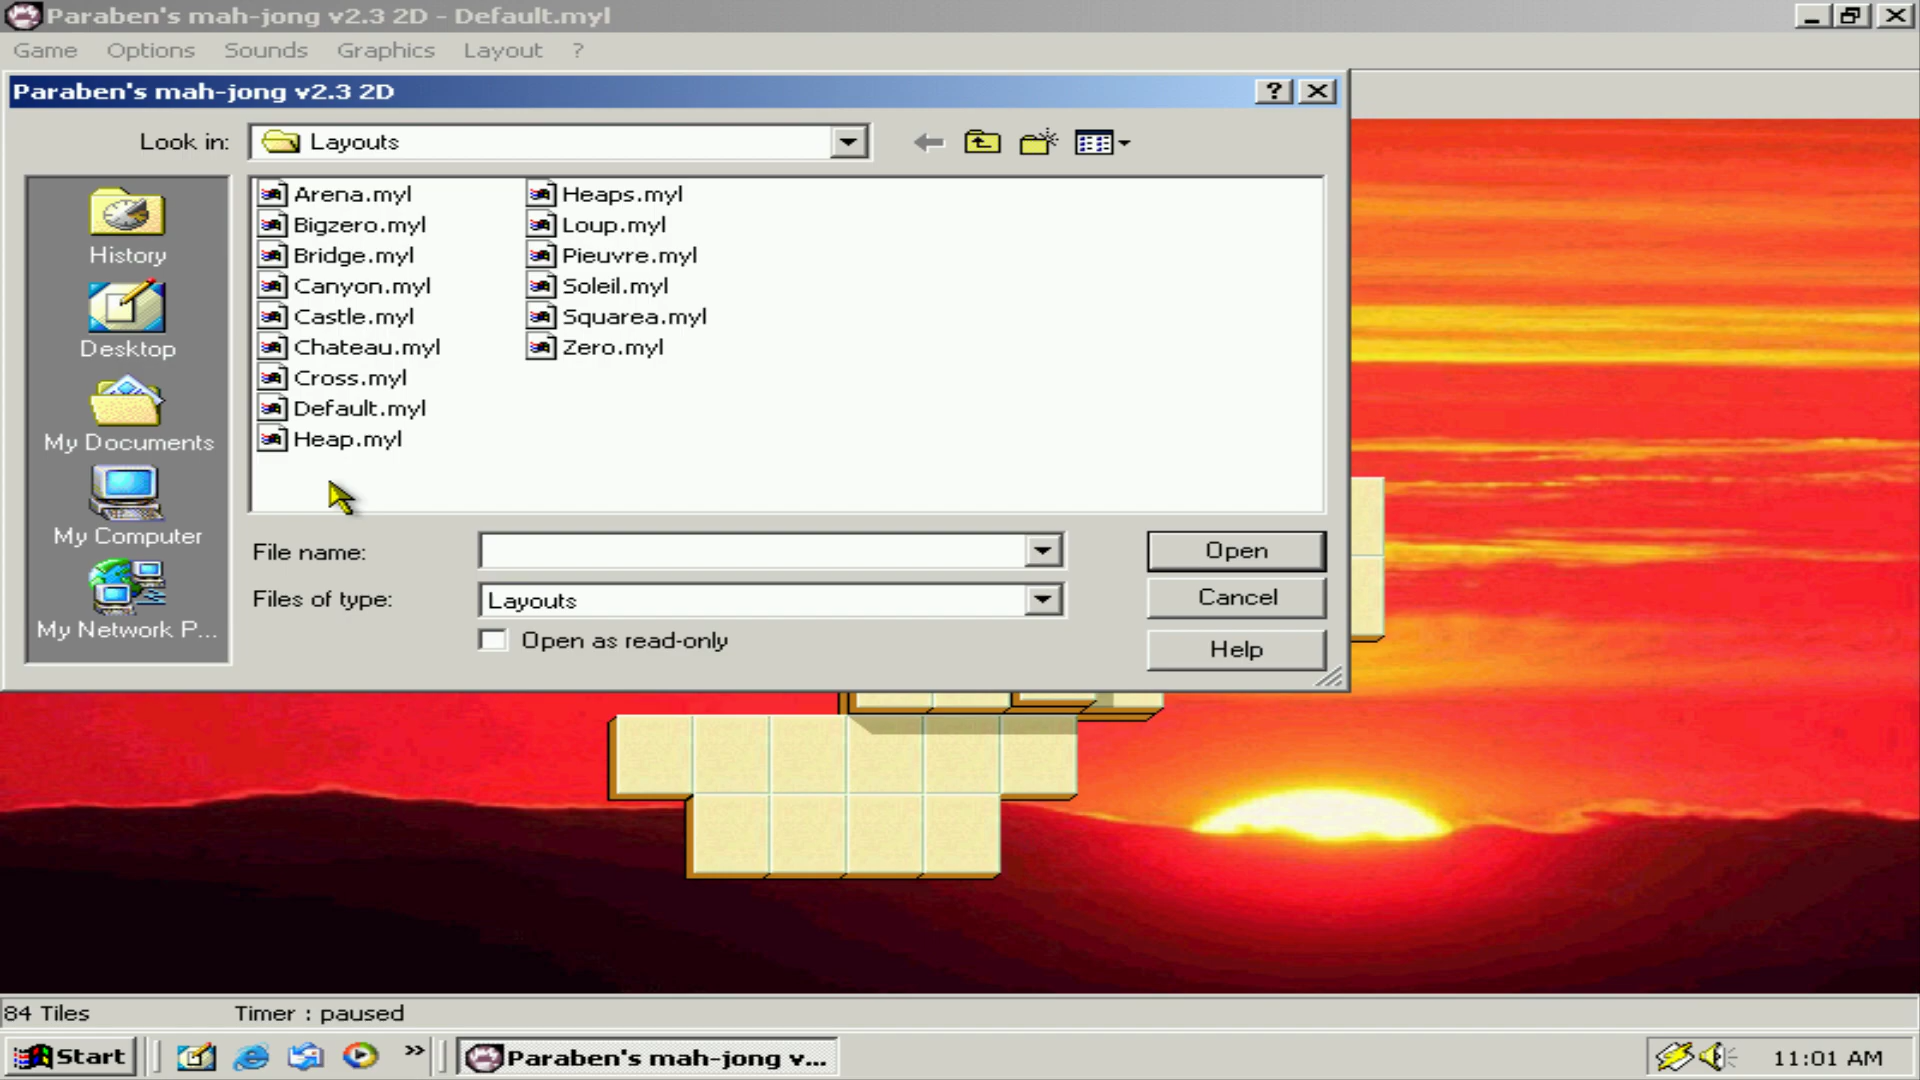 Paraben's mah-jong v2.3 2D - Default.myl
Game Options Sounds Graphics Layout ?
Paraben's mah-jong v2.3 2D
Look in: Layouts
History
Desktop
My Documents
My Computer
My Network P...
Arena.myl
Bigzero.myl
Bridge.myl
Canyon.myl
Castle.myl
Chateau.myl
Cross.myl
Default.myl
Heap.myl
Heaps.myl
Loup.myl
Pieuvre.myl
Soleil.myl
Squarea.myl
Zero.myl
File name:
Open
Files of type: Layouts
Cancel
Open as read-only
Help
84 Tiles Timer : paused
Start Paraben's mah-jong v... 11:01 AM